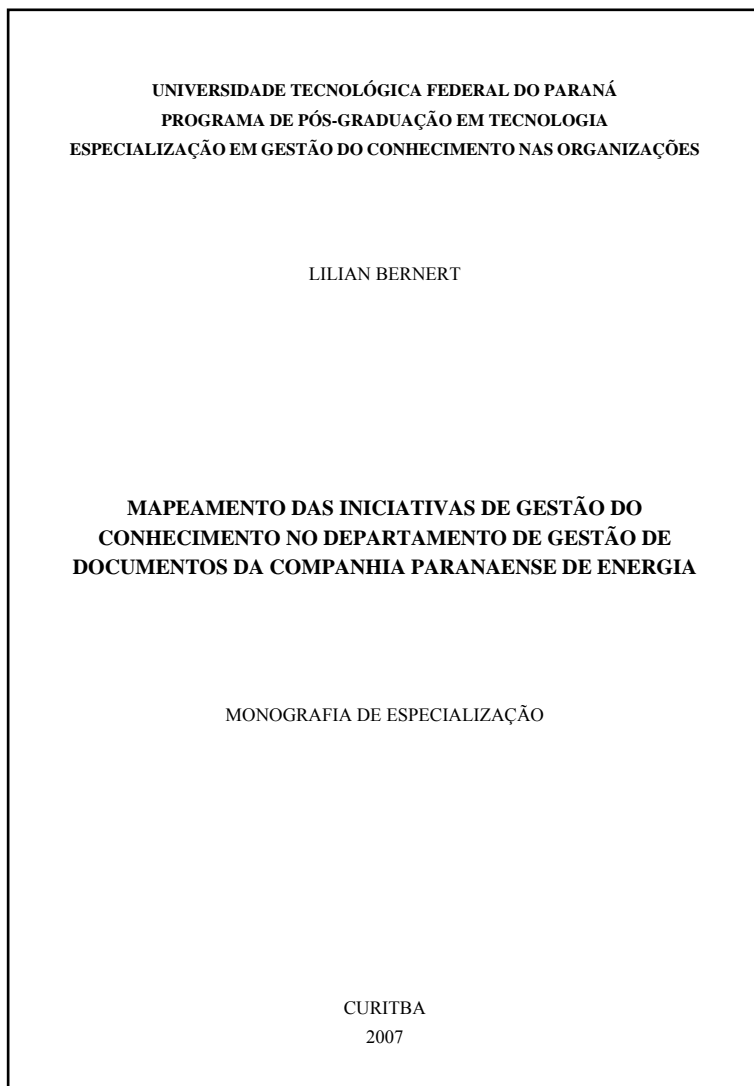 UNIVERSIDADE TECNOLÓGICA FEDERAL DO PARANÁ
PROGRAMA DE PÓS-GRADUAÇÃO EM TECNOLOGIA
ESPECIALIZAÇÃO EM GESTÃO DO CONHECIMENTO NAS ORGANIZAÇÕES
LILIAN BERNERT
MAPEAMENTO DAS INICIATIVAS DE GESTÃO DO
CONHECIMENTO NO DEPARTAMENTO DE GESTÃO DE
DOCUMENTOS DA COMPANHIA PARANAENSE DE ENERGIA
MONOGRAFIA DE ESPECIALIZAÇÃO
CURITBA
2007